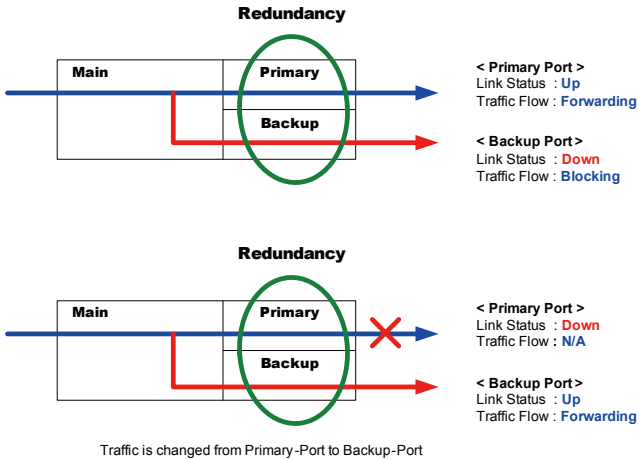 Redundancy
Main
Primary
Backup
< Primary Port >
Link Status : Up
Traffic Flow : Forwarding
< Backup Port >
Link Status : Down
Traffic Flow : Blocking
Redundancy
Main
Primary
Backup
< Primary Port >
Link Status : Down
Traffic Flow : N/A
< Backup Port >
Link Status : Up
Traffic Flow : Forwarding
Traffic is changed from Primary-Port to Backup-Port